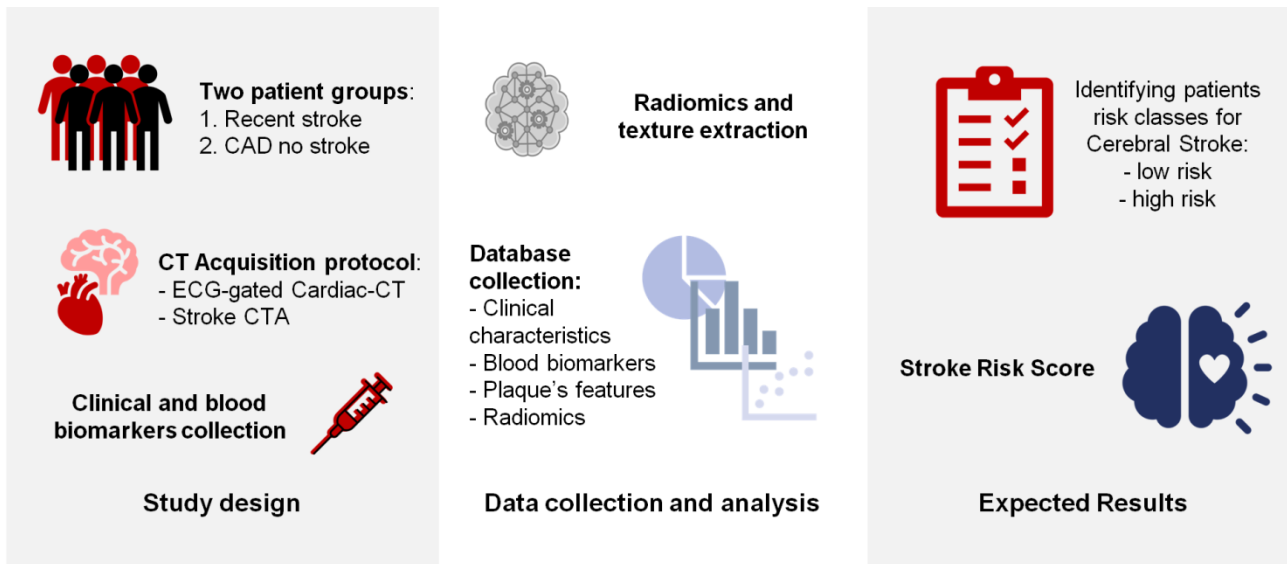 Two patient groups:
1. Recent stroke
2. CAD no stroke
CT Acquisition protocol:
- ECG-gated Cardiac-CT
- Stroke CTA
Clinical and blood
biomarkers collection
Study design
Radiomics and
texture extraction
Database
collection:
- Clinical
characteristics
- Blood biomarkers
- Plaque's features
- Radiomics
Data collection and analysis
Identifying patients
risk classes for
Cerebral Stroke:
- low risk
- high risk
Stroke Risk Score
Expected Results